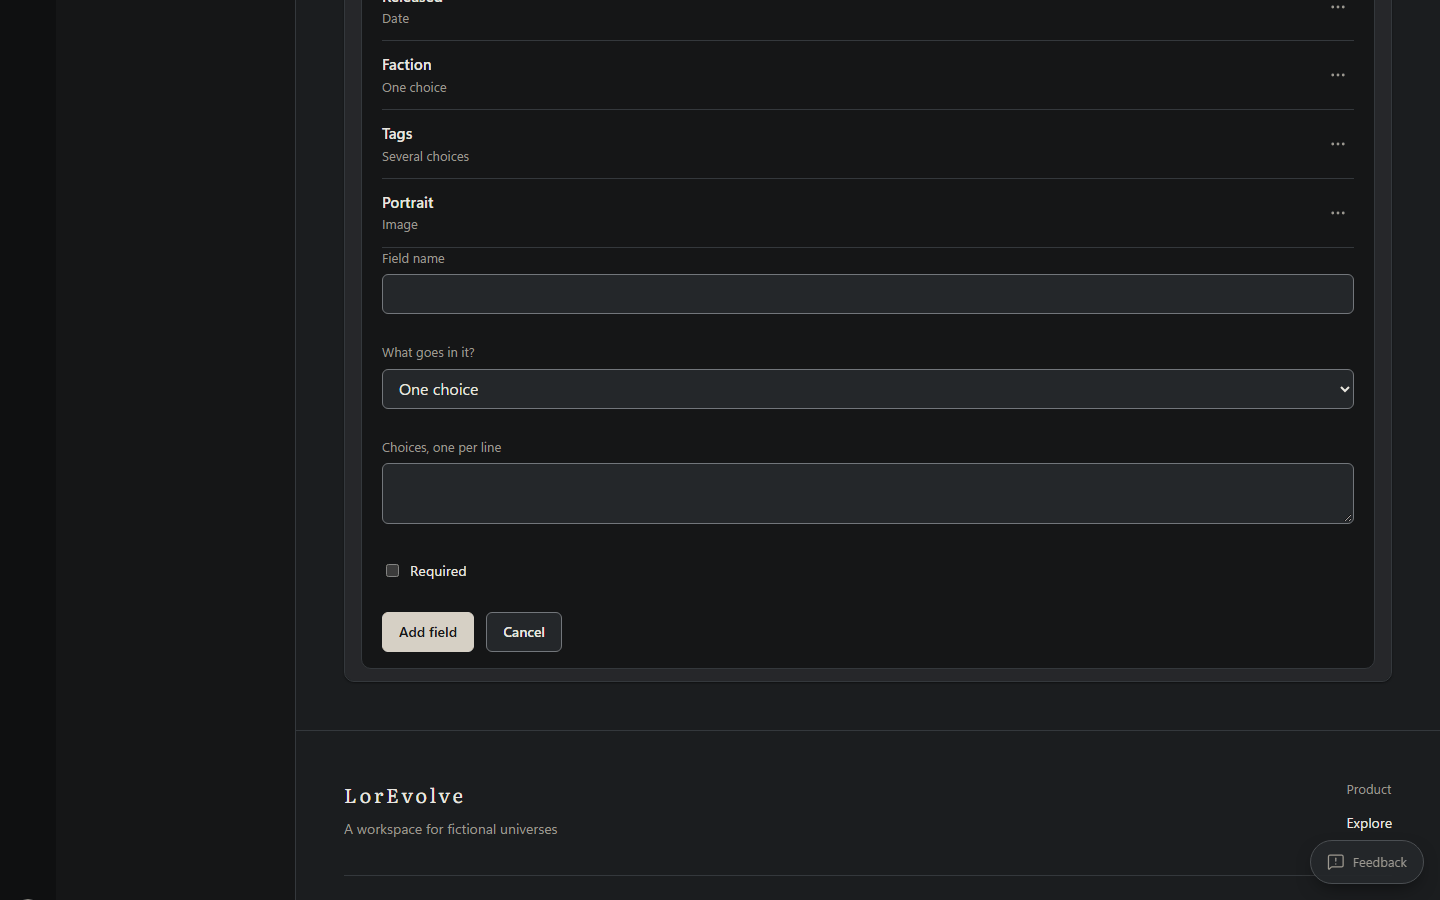 Released
Date
Faction
One choice
Tags
Several choices
Portrait
Image
Field name
What goes in it?
One choice
Choices, one per line
Required
Add field
Cancel
LorEvolve
A workspace for fictional universes
Product
Explore
Feedback